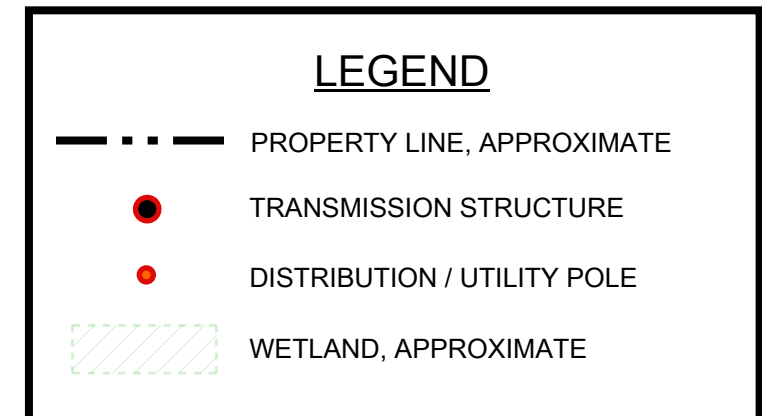 LEGEND
PROPERTY LINE, APPROXIMATE
TRANSMISSION STRUCTURE
DISTRIBUTION / UTILITY POLE
WETLAND, APPROXIMATE